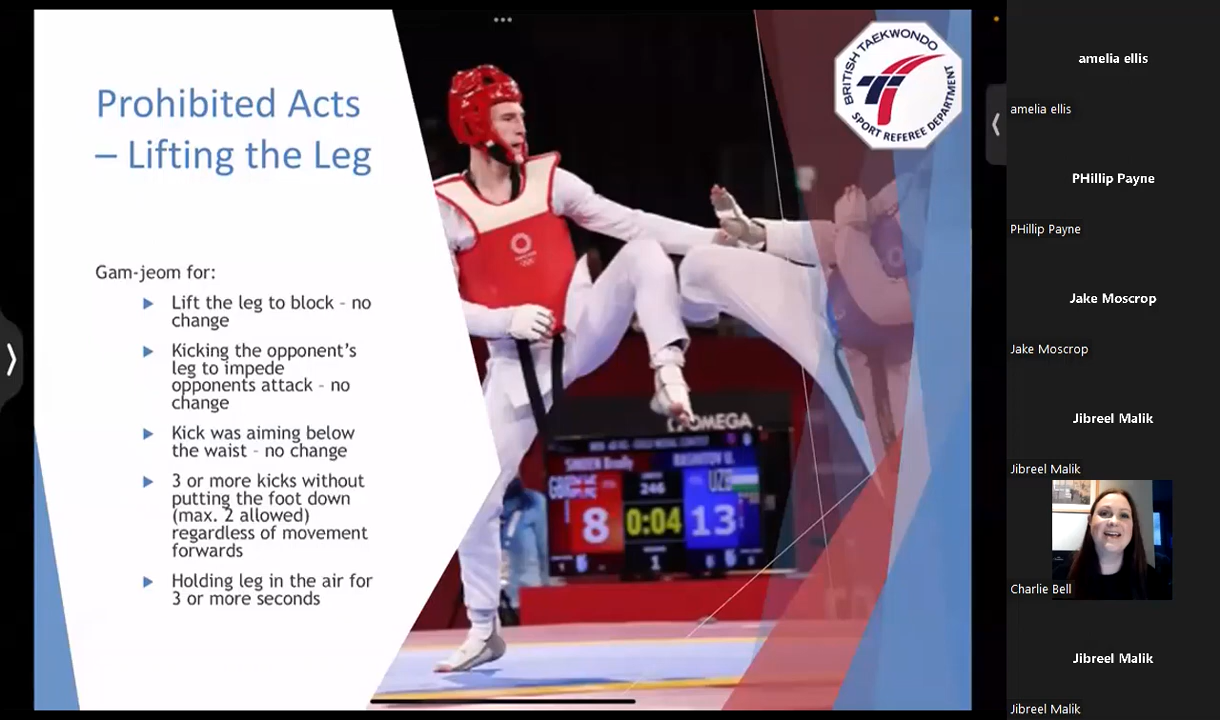 Prohibited Acts
– Lifting the Leg
BRITISH TAEKWONDO
SPORT REFEREE DEPARTMENT
Gam-jeom for:
Lift the leg to block - no
change
Kicking the opponent's
leg to impede
opponents attack - no
change
Kick was aiming below
the waist - no change
3 or more kicks without
putting the foot down
(max. 2 allowed)
regardless of movement
forwards
Holding leg in the air for
3 or more seconds
OMEGA
246
8
0:04
13
UZB
1
amelia ellis
amelia ellis
PHillip Payne
PHillip Payne
Jake Moscrop
Jake Moscrop
Jibreel Malik
Jibreel Malik
Charlie Bell
Jibreel Malik
Jibreel Malik